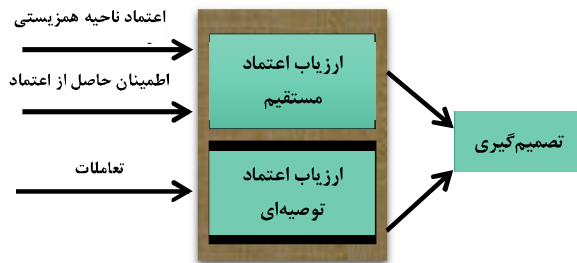 اعتماد ناحیه همزیستی
اطمینان حاصل از اعتماد
تعاملات
ارزیاب اعتماد
مستقیم
ارزیاب اعتماد
توصیه‌ای
تصمیم‌گیری